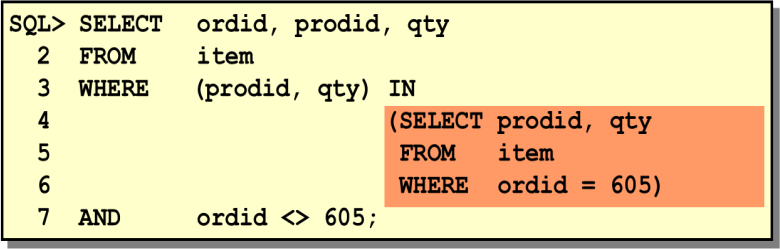 SQL> SELECT ordid, prodid, qty
2 FROM item
3 WHERE (prodid, qty) IN
4 (SELECT prodid, qty
5 FROM item
6 WHERE ordid = 605)
7 AND ordid <> 605;